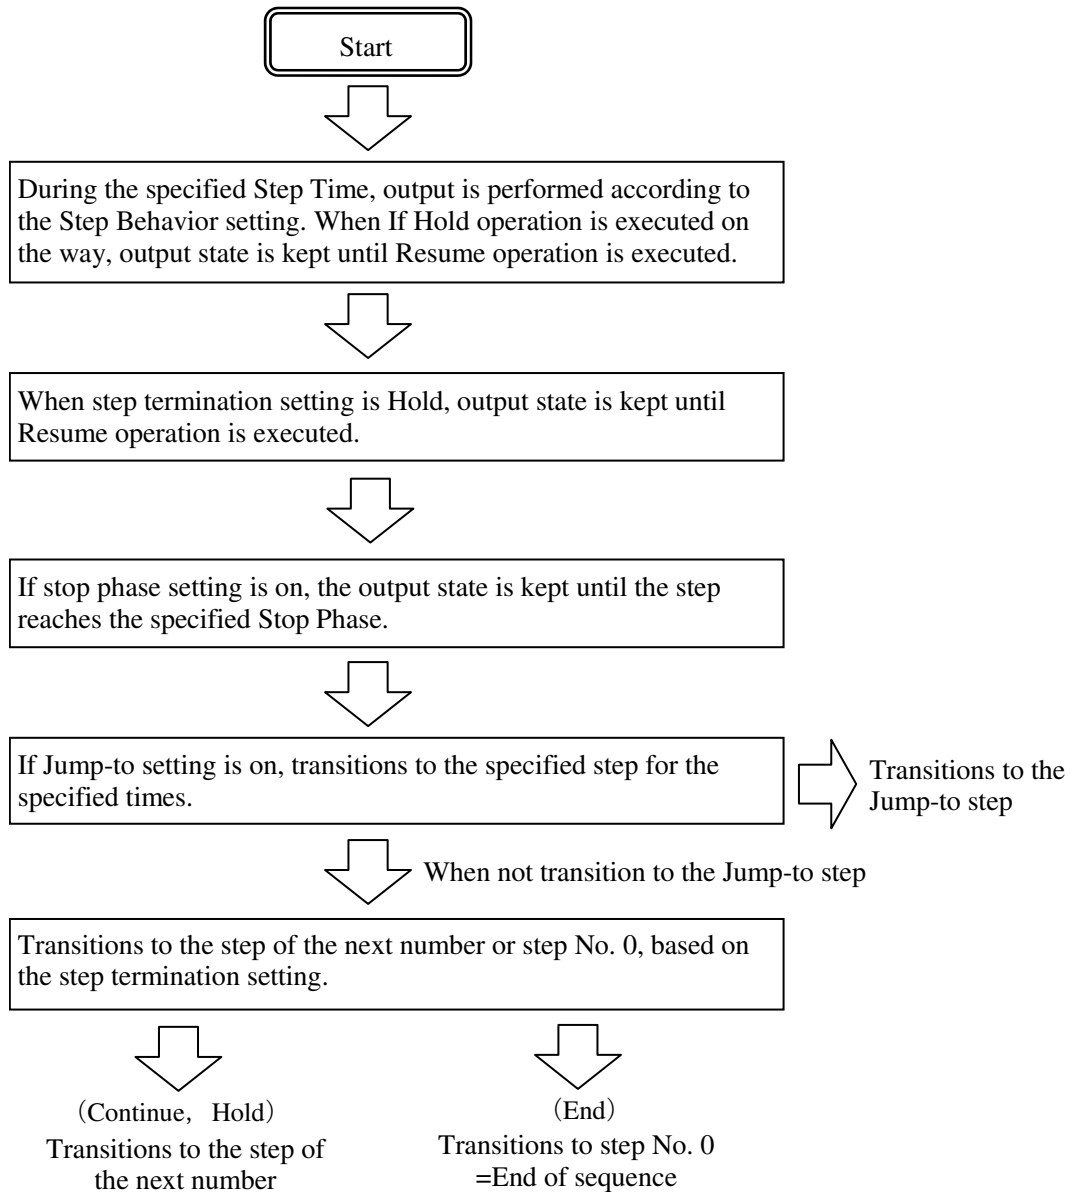 Start
During the specified Step Time, output is performed according to
the Step Behavior setting. When If Hold operation is executed on
the way, output state is kept until Resume operation is executed.
When step termination setting is Hold, output state is kept until
Resume operation is executed.
If stop phase setting is on, the output state is kept until the step
reaches the specified Stop Phase.
If Jump-to setting is on, transitions to the specified step for the
specified times.
Transitions to the
Jump-to step
When not transition to the Jump-to step
Transitions to the step of the next number or step No. 0, based on
the step termination setting.
（Continue, Hold）
Transitions to the step of
the next number
（End）
Transitions to step No. 0
=End of sequence